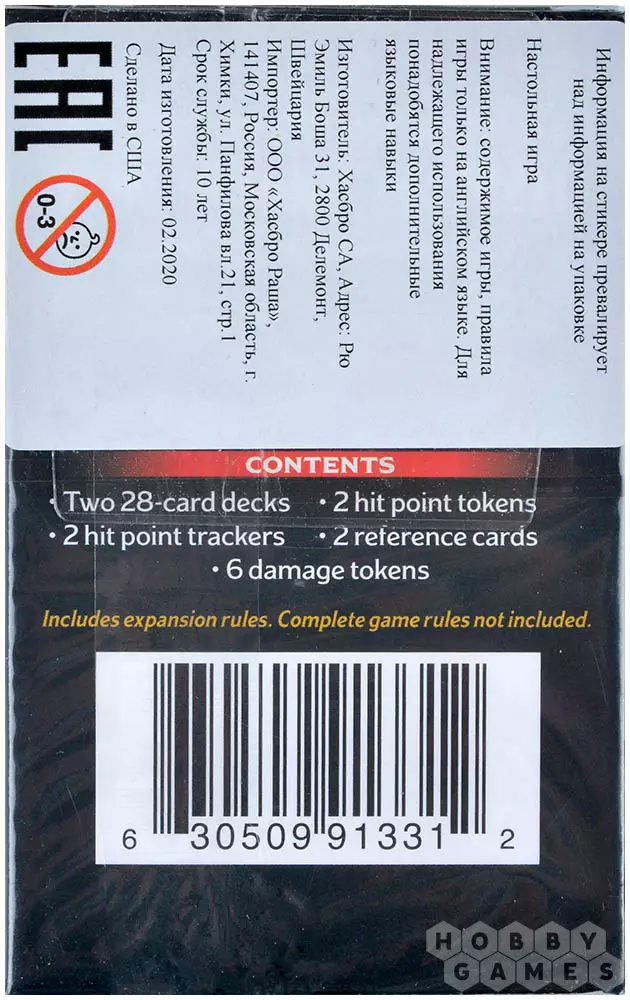 Информация на стикере превалирует
над информацией на упаковке
Настольная игра
Внимание: содержимое игры, правила
игры только на английском языке. Для
надлежащего использования
понадобятся дополнительные
языковые навыки
Изготовитель: Хасбро СА, Адрес: Рю
Эмиль Боша 31, 2800 Делемонт,
Швейцария
Импортер: ООО «Хасбро Раша»,
141407, Россия, Московская область, г.
Химки, ул. Панфилова вл.21, стр.1
Срок службы: 10 лет
Дата изготовления: 02.2020
Сделано в США
EAC
0-3
CONTENTS
• Two 28-card decks • 2 hit point tokens
• 2 hit point trackers • 2 reference cards
• 6 damage tokens
Includes expansion rules. Complete game rules not included.
6 30509 91331 2
HOBBY
GAMES